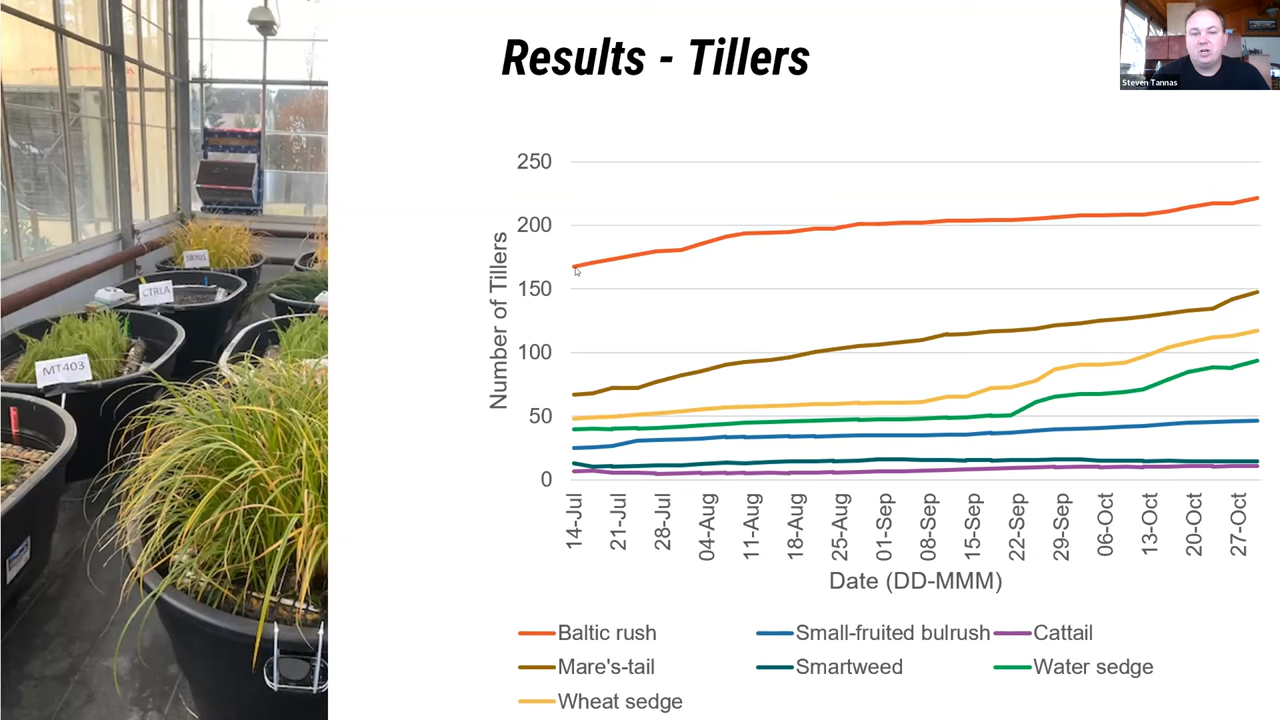 Results - Tillers
Steven Tannas
SB701
CTRLA
MT403
250
200
150
100
50
0
Number of Tillers
14-Jul
21-Jul
28-Jul
04-Aug
11-Aug
18-Aug
25-Aug
01-Sep
08-Sep
15-Sep
22-Sep
29-Sep
06-Oct
13-Oct
20-Oct
27-Oct
Date (DD-MMM)
Baltic rush
Small-fruited bulrush
Cattail
Mare's-tail
Smartweed
Water sedge
Wheat sedge